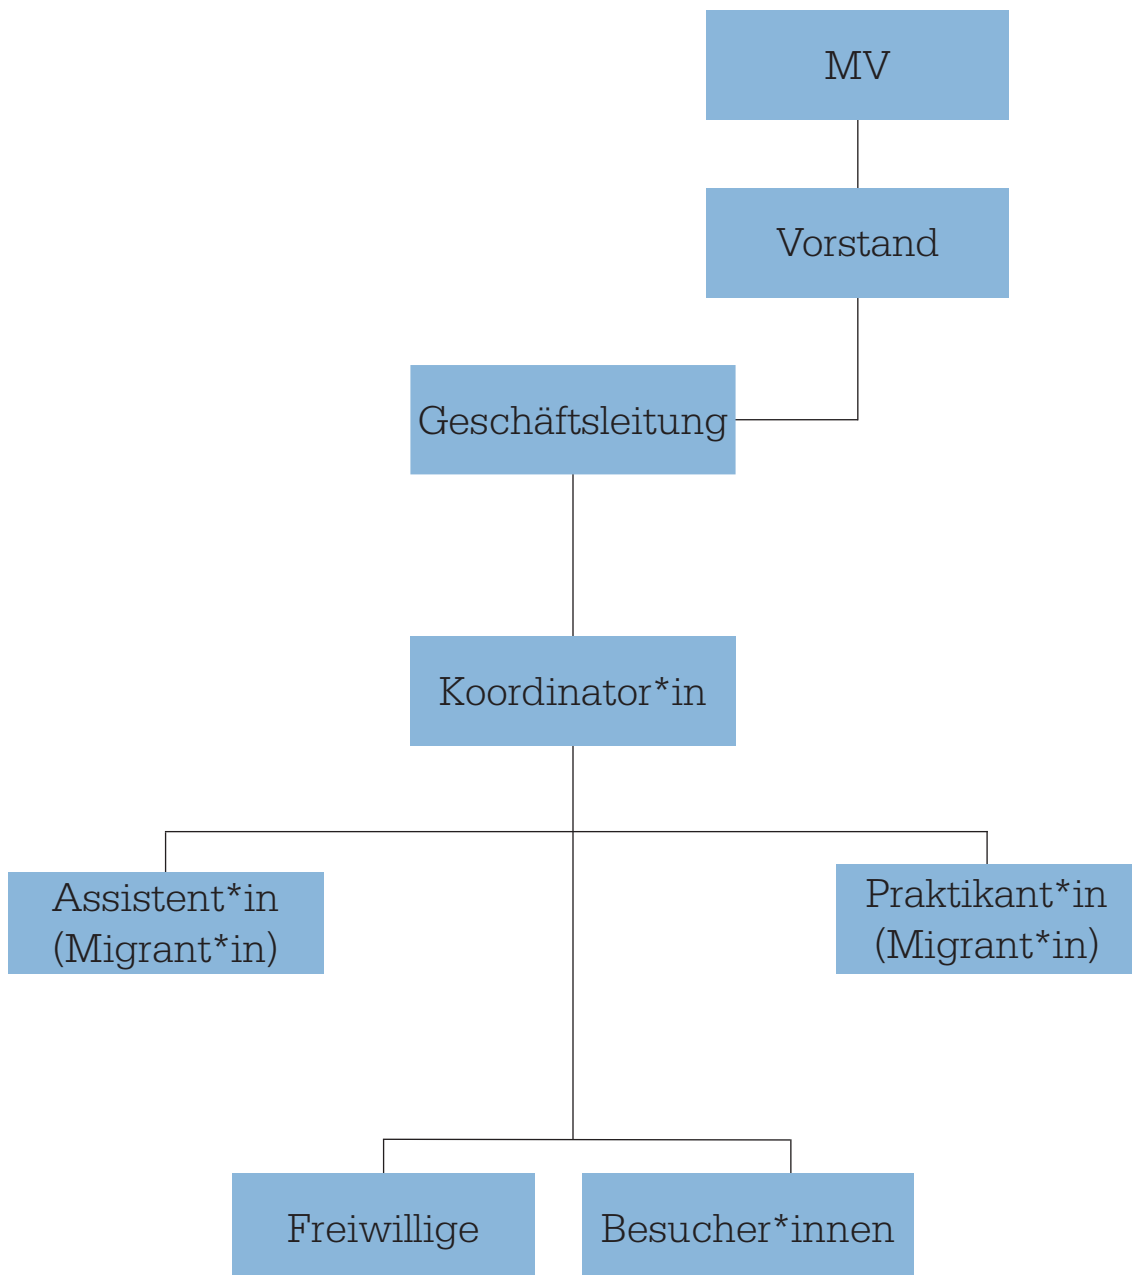 MV
Vorstand
Geschäftsleitung
Koordinator*in
Assistent*in
(Migrant*in)
Praktikant*in
(Migrant*in)
Freiwillige
Besucher*innen